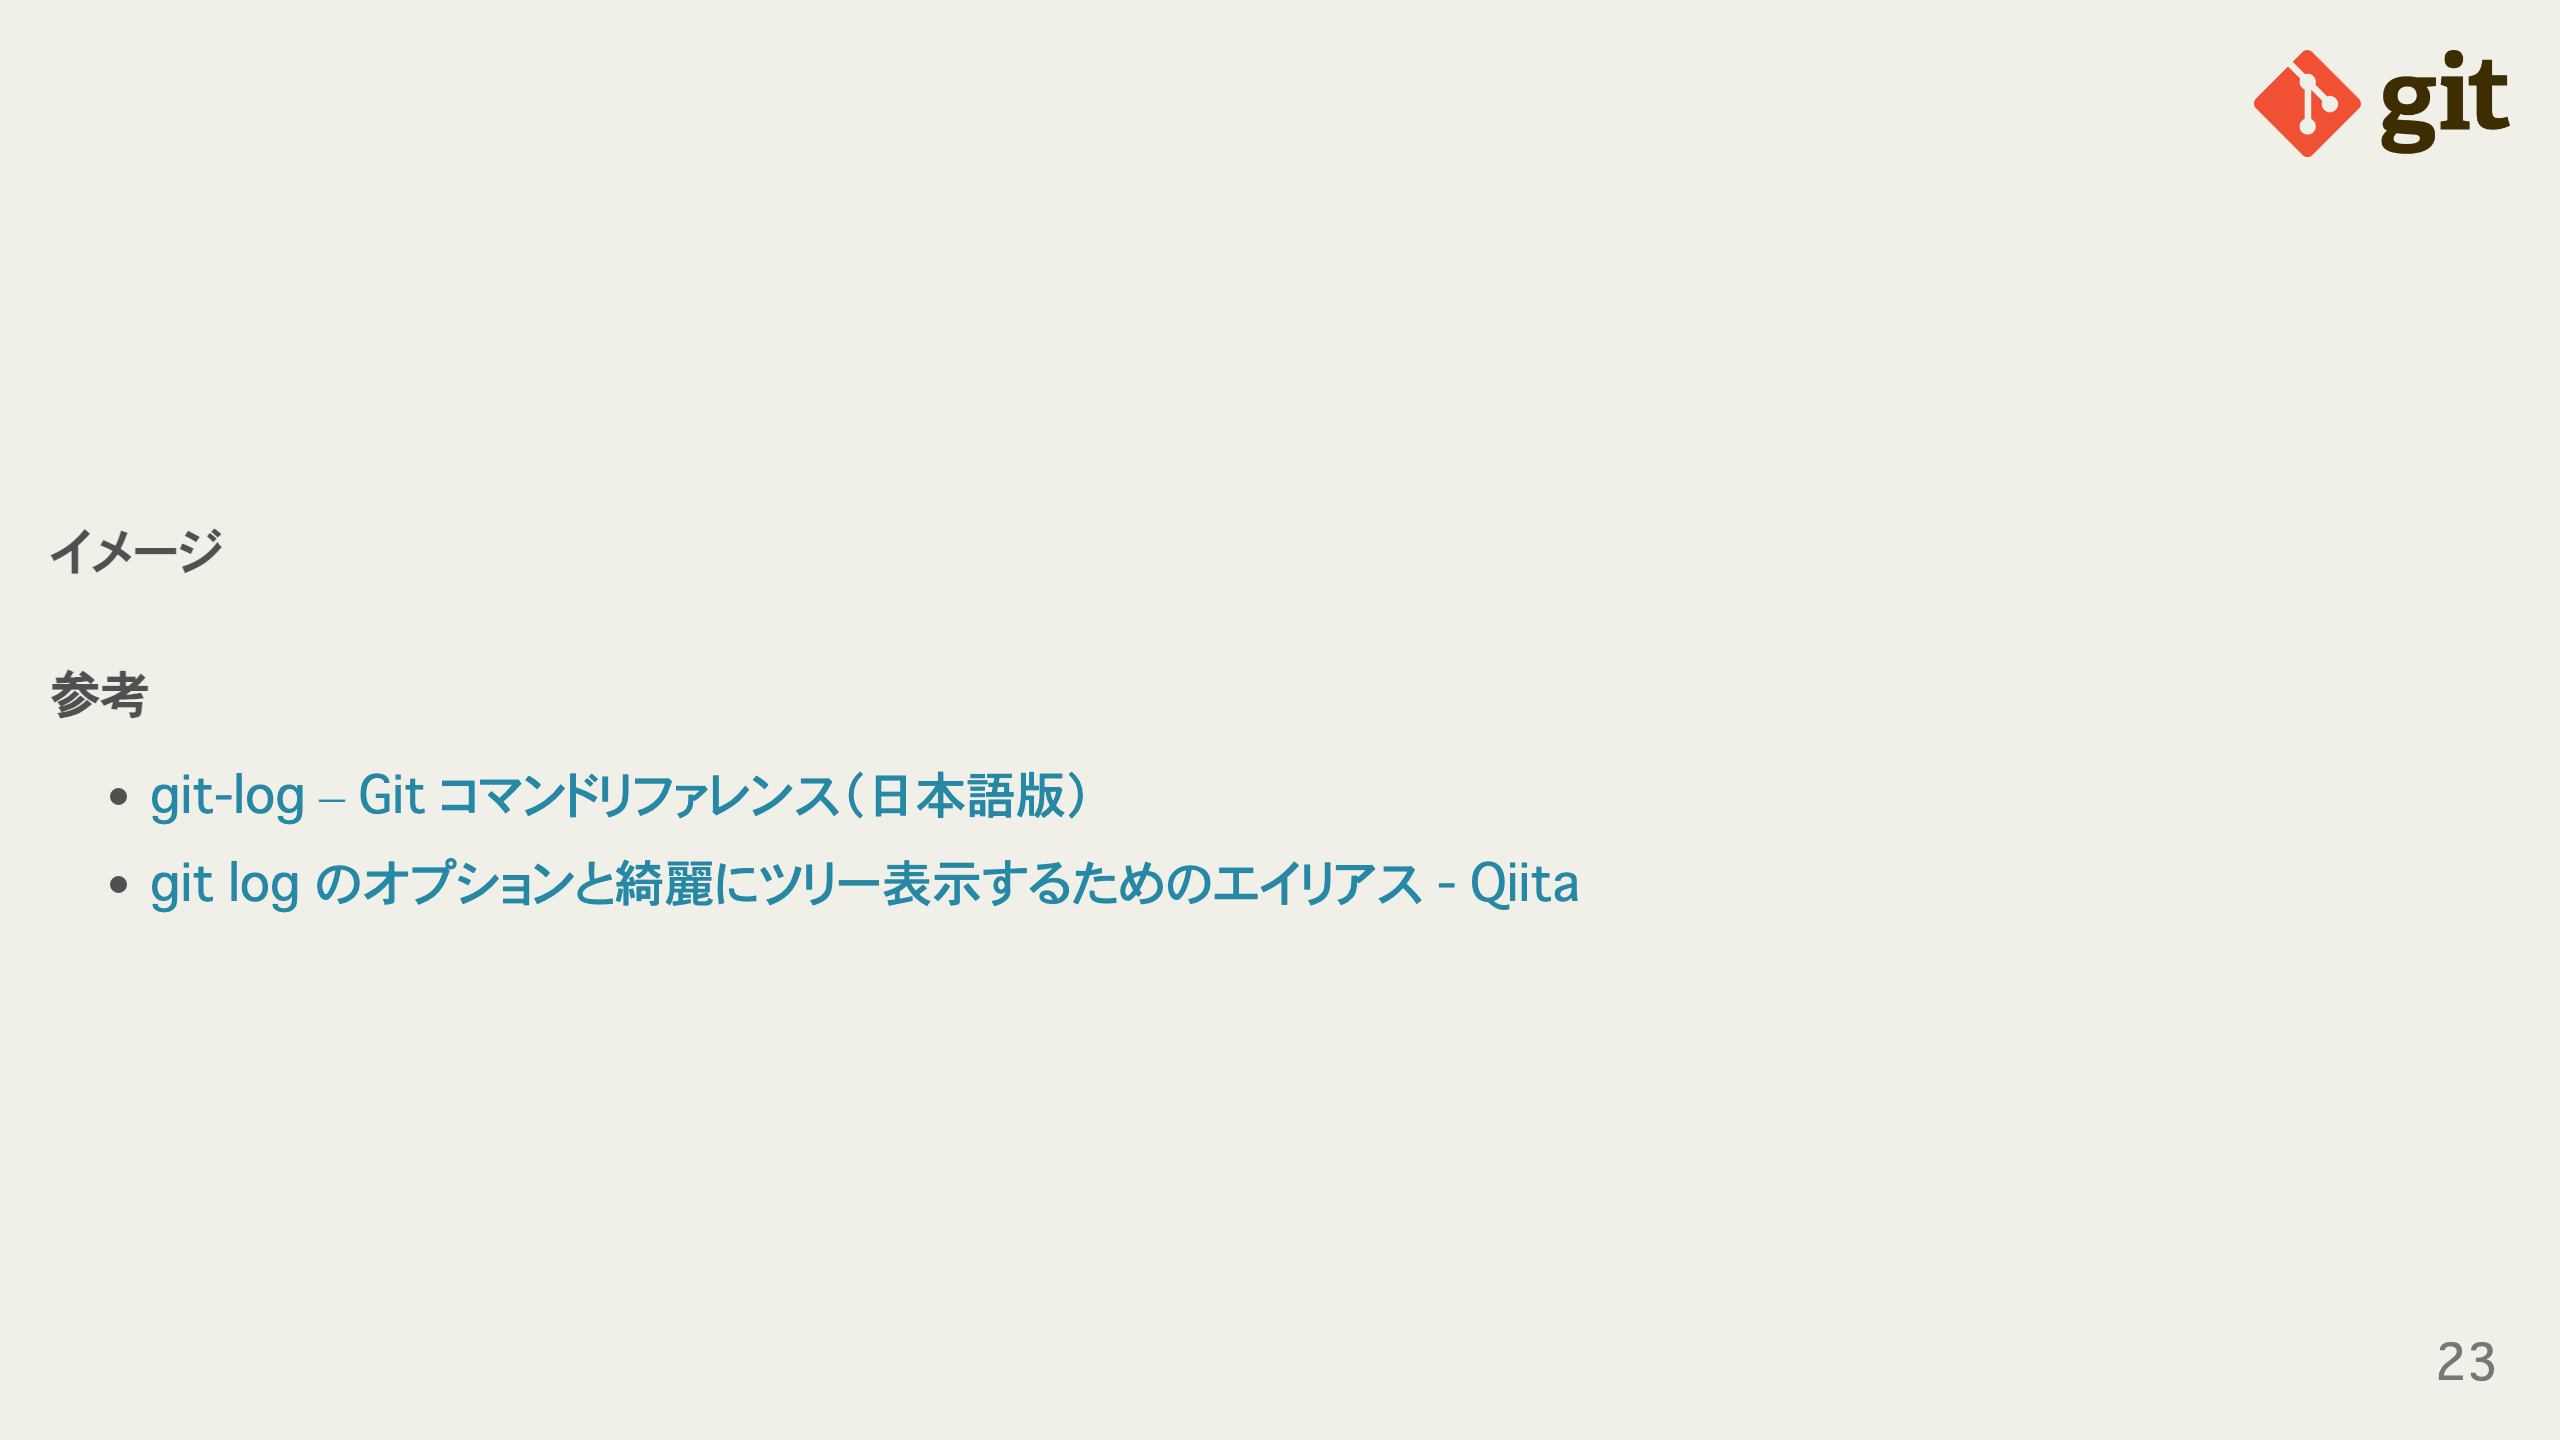 git
イメージ
参考
• git-log – Git コマンドリファレンス（日本語版）
• git log のオプションと綺麗にツリー表示するためのエイリアス - Qiita
23